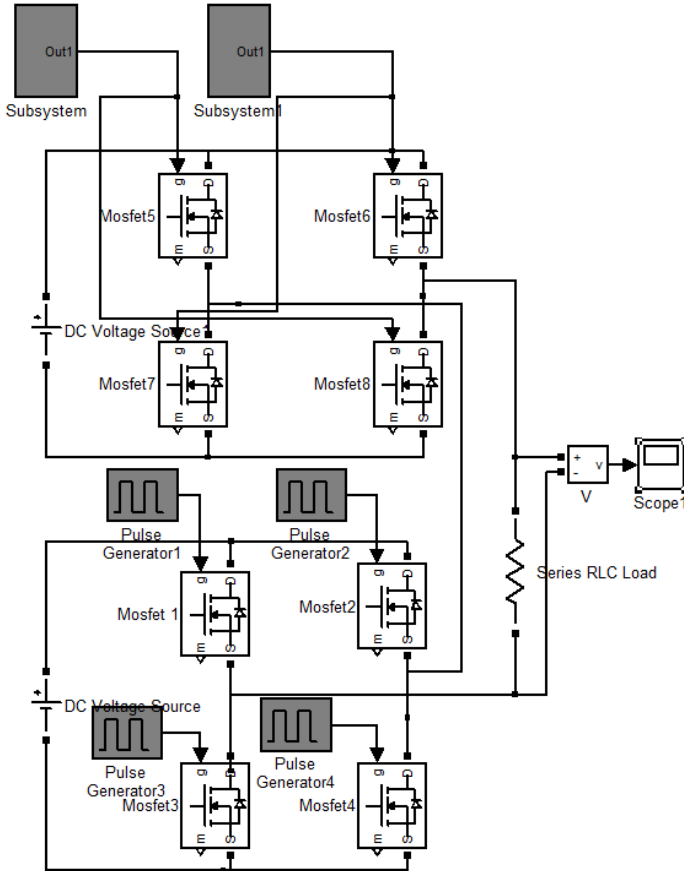 Out1
Out1
Subsystem
Subsystem1
g
D
g
D
Mosfet5
Mosfet6
m
S
m
S
+
DC Voltage Source1
g
D
g
D
Mosfet7
Mosfet8
m
S
m
S
+
-
v
V
Scope1
Pulse
Generator1
Pulse
Generator2
g
D
g
D
Mosfet 1
Mosfet2
m
S
m
S
Series RLC Load
+
DC Voltage Source
Pulse
Generator3
Pulse
Generator4
g
D
g
D
Mosfet3
Mosfet4
m
S
m
S